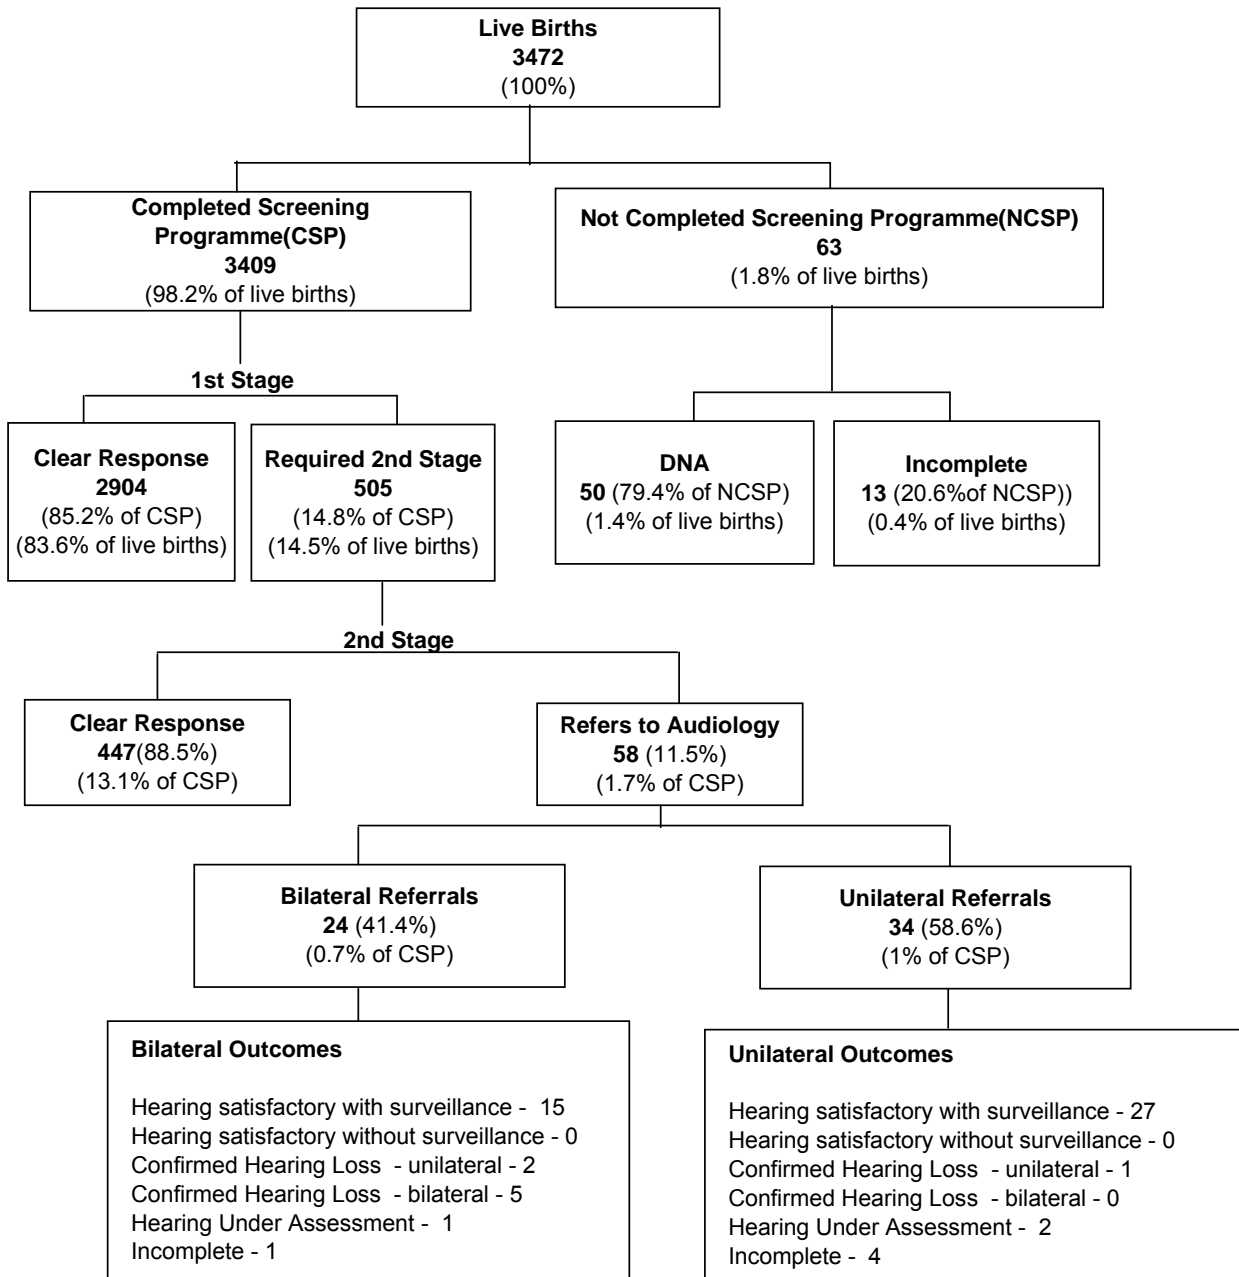 Live Births
3472
(100%)
Completed Screening
Programme(CSP)
3409
(98.2% of live births)
Not Completed Screening Programme(NCSP)
63
(1.8% of live births)
1st Stage
Clear Response
2904
(85.2% of CSP)
(83.6% of live births)
Required 2nd Stage
505
(14.8% of CSP)
(14.5% of live births)
DNA
50 (79.4% of NCSP)
(1.4% of live births)
Incomplete
13 (20.6%of NCSP))
(0.4% of live births)
2nd Stage
Clear Response
447(88.5%)
(13.1% of CSP)
Refers to Audiology
58 (11.5%)
(1.7% of CSP)
Bilateral Referrals
24 (41.4%)
(0.7% of CSP)
Unilateral Referrals
34 (58.6%)
(1% of CSP)
Bilateral Outcomes
Hearing satisfactory with surveillance - 15
Hearing satisfactory without surveillance - 0
Confirmed Hearing Loss - unilateral - 2
Confirmed Hearing Loss - bilateral - 5
Hearing Under Assessment - 1
Incomplete - 1
Unilateral Outcomes
Hearing satisfactory with surveillance - 27
Hearing satisfactory without surveillance - 0
Confirmed Hearing Loss - unilateral - 1
Confirmed Hearing Loss - bilateral - 0
Hearing Under Assessment - 2
Incomplete - 4